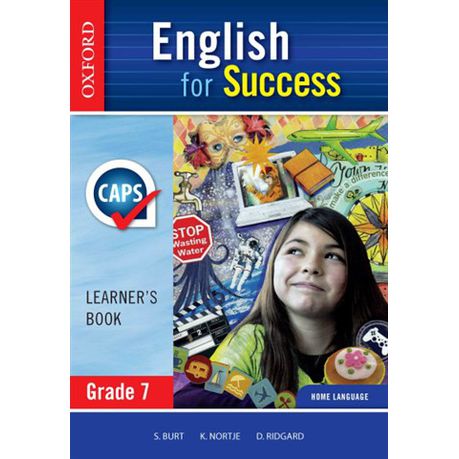 OXFORD
English
for Success
CAPS
STOP
Wasting
Water
make a difference
LEARNER'S
BOOK
Grade 7
HOME LANGUAGE
S. BURT K. NORTJE D. RIDGARD